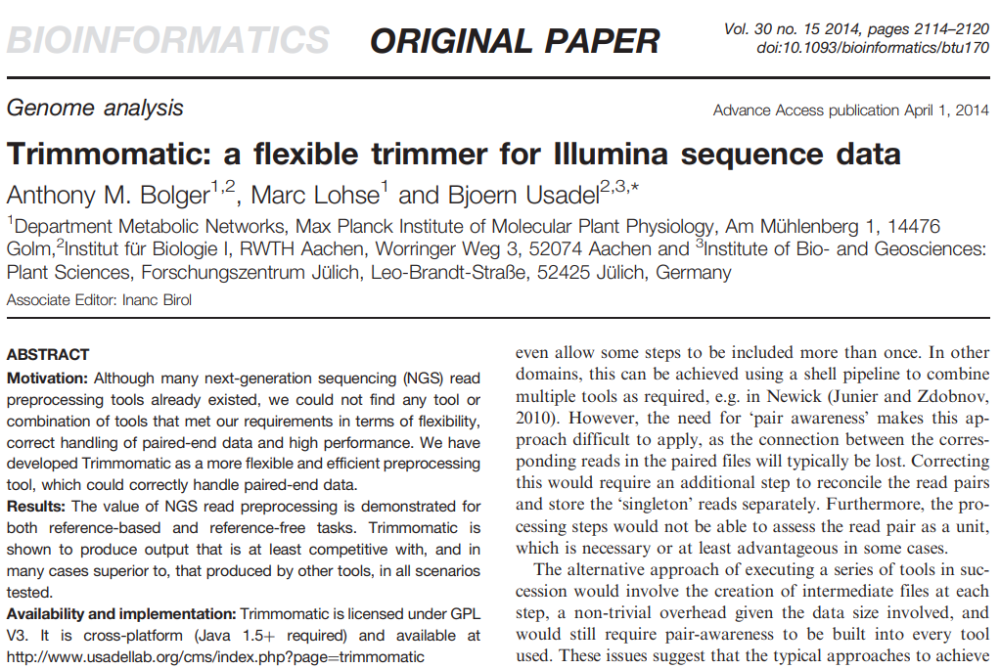 BIOINFORMATICS
ORIGINAL PAPER
Vol. 30 no. 15 2014, pages 2114–2120
doi:10.1093/bioinformatics/btu170
Genome analysis
Advance Access publication April 1, 2014
Trimmomatic: a flexible trimmer for Illumina sequence data
Anthony M. Bolger1,2, Marc Lohse1 and Bjoern Usadel2,3,*
1Department Metabolic Networks, Max Planck Institute of Molecular Plant Physiology, Am Mühlenberg 1, 14476
Golm,2Institut für Biologie I, RWTH Aachen, Worringer Weg 3, 52074 Aachen and 3Institute of Bio- and Geosciences:
Plant Sciences, Forschungszentrum Jülich, Leo-Brandt-Straße, 52425 Jülich, Germany
Associate Editor: Inanc Birol
ABSTRACT
Motivation: Although many next-generation sequencing (NGS) read
preprocessing tools already existed, we could not find any tool or
combination of tools that met our requirements in terms of flexibility,
correct handling of paired-end data and high performance. We have
developed Trimmomatic as a more flexible and efficient preprocessing
tool, which could correctly handle paired-end data.
Results: The value of NGS read preprocessing is demonstrated for
both reference-based and reference-free tasks. Trimmomatic is
shown to produce output that is at least competitive with, and in
many cases superior to, that produced by other tools, in all scenarios
tested.
Availability and implementation: Trimmomatic is licensed under GPL
V3. It is cross-platform (Java 1.5+ required) and available at
http://www.usadellab.org/cms/index.php?page=trimmomatic
even allow some steps to be included more than once. In other
domains, this can be achieved using a shell pipeline to combine
multiple tools as required, e.g. in Newick (Junier and Zdobnov,
2010). However, the need for ‘pair awareness’ makes this ap-
proach difficult to apply, as the connection between the corres-
ponding reads in the paired files will typically be lost. Correcting
this would require an additional step to reconcile the read pairs
and store the ‘singleton’ reads separately. Furthermore, the pro-
cessing steps would not be able to assess the read pair as a unit,
which is necessary or at least advantageous in some cases.
The alternative approach of executing a series of tools in suc-
cession would involve the creation of intermediate files at each
step, a non-trivial overhead given the data size involved, and
would still require pair-awareness to be built into every tool
used. These issues suggest that the typical approaches to achieve